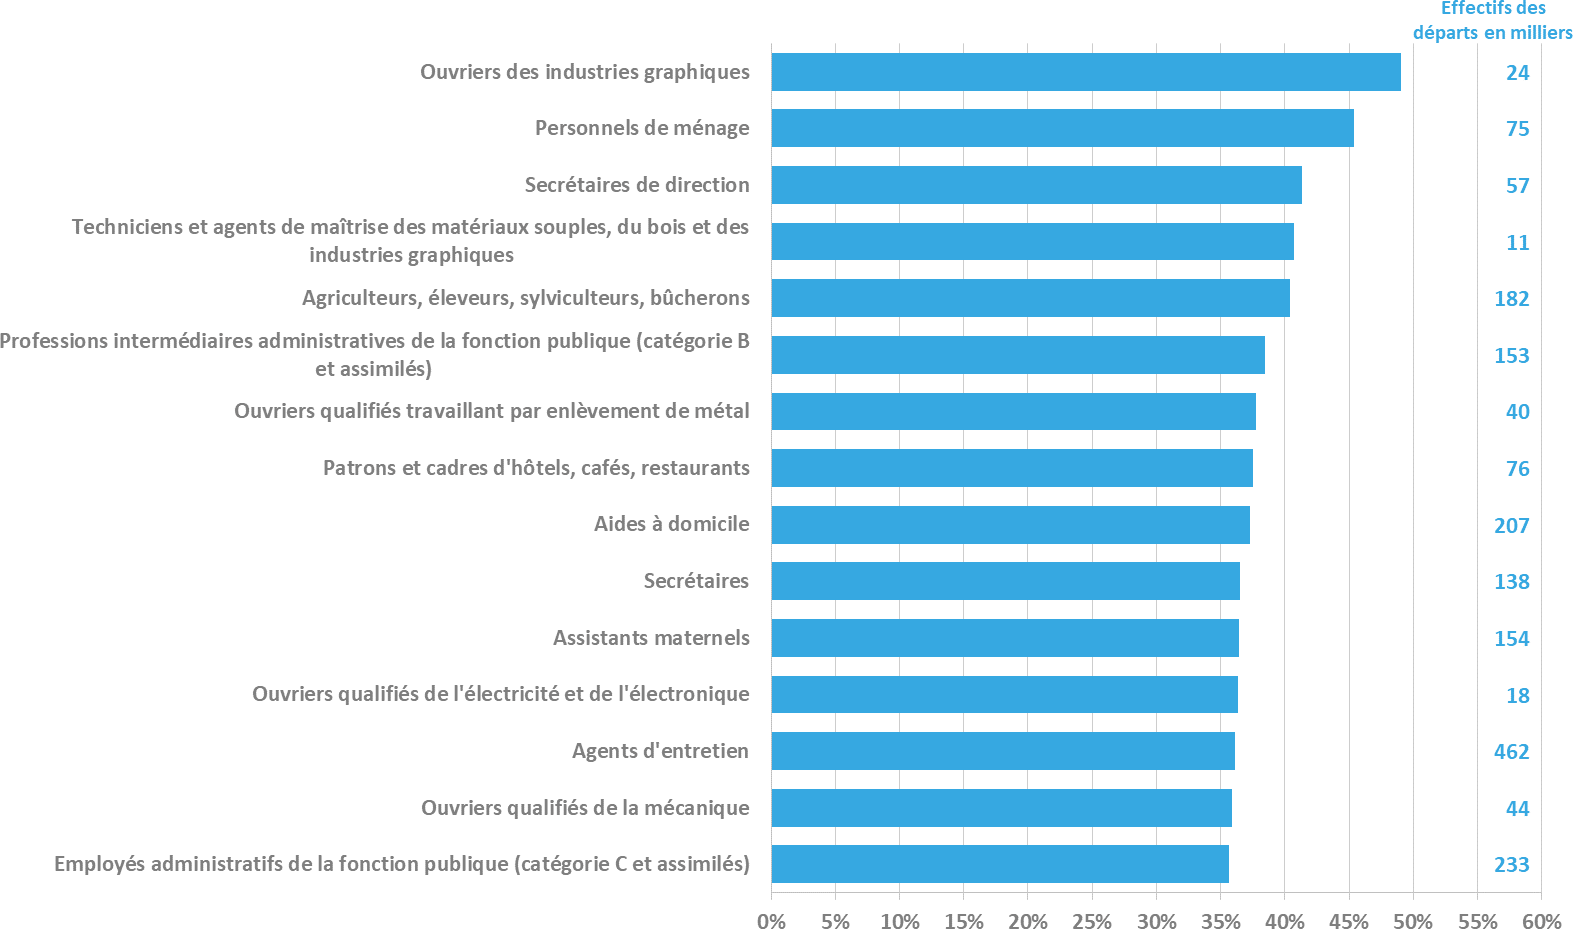 Effectifs des
départs en milliers
Ouvriers des industries graphiques 24
Personnels de ménage 75
Secrétaires de direction 57
Techniciens et agents de maîtrise des matériaux souples, du bois et des
industries graphiques 11
Agriculteurs, éleveurs, sylviculteurs, bûcherons 182
Professions intermédiaires administratives de la fonction publique (catégorie B
et assimilés) 153
Ouvriers qualifiés travaillant par enlèvement de métal 40
Patrons et cadres d'hôtels, cafés, restaurants 76
Aides à domicile 207
Secrétaires 138
Assistants maternels 154
Ouvriers qualifiés de l'électricité et de l'électronique 18
Agents d'entretien 462
Ouvriers qualifiés de la mécanique 44
Employés administratifs de la fonction publique (catégorie C et assimilés) 233
0% 5% 10% 15% 20% 25% 30% 35% 40% 45% 50% 55% 60%